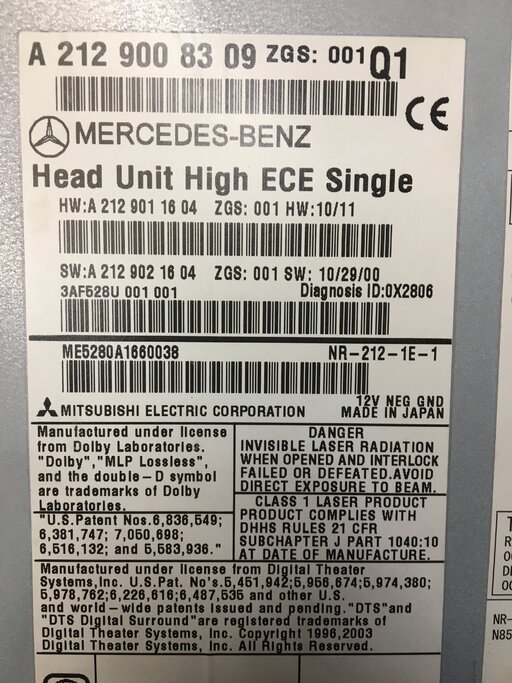 A 212 900 83 09 ZGS: 001 Q1
CE
MERCEDES-BENZ
Head Unit High ECE Single
HW:A 212 901 16 04 ZGS: 001 HW:10/11
SW:A 212 902 16 04 ZGS: 001 SW: 10/29/00
3AF528U 001 001 Diagnosis ID:0X2806
ME5280A1660038 NR-212-1E-1
12V NEG GND
MITSUBISHI ELECTRIC CORPORATION MADE IN JAPAN
Manufactured under license
from Dolby Laboratories.
"Dolby","MLP Lossless",
and the double-D symbol
are trademarks of Dolby
Laboratories.
"U.S.Patent Nos.6,836,549;
6,381,747; 7,050,698;
6,516,132; and 5,583,936."
DANGER
INVISIBLE LASER RADIATION
WHEN OPENED AND INTERLOCK
FAILED OR DEFEATED.AVOID
DIRECT EXPOSURE TO BEAM.
CLASS 1 LASER PRODUCT
PRODUCT COMPLIES WITH
DHHS RULES 21 CFR
SUBCHAPTER J PART 1040:10
AT DATE OF MANUFACTURE.
Manufactured under license from Digital Theater
Systems,Inc. U.S.Pat. No's.5,451,942;5,956,674;5,974,380;
5,978,762;6,226,616;6,487,535 and other U.S.
and world-wide patents issued and pending."DTS"and
"DTS Digital Surround"are registered trademarks of
Digital Theater Systems, Inc. Copyright 1996,2003
Digital Theater Systems, Inc. All Rights Reserved.
NR-
N85